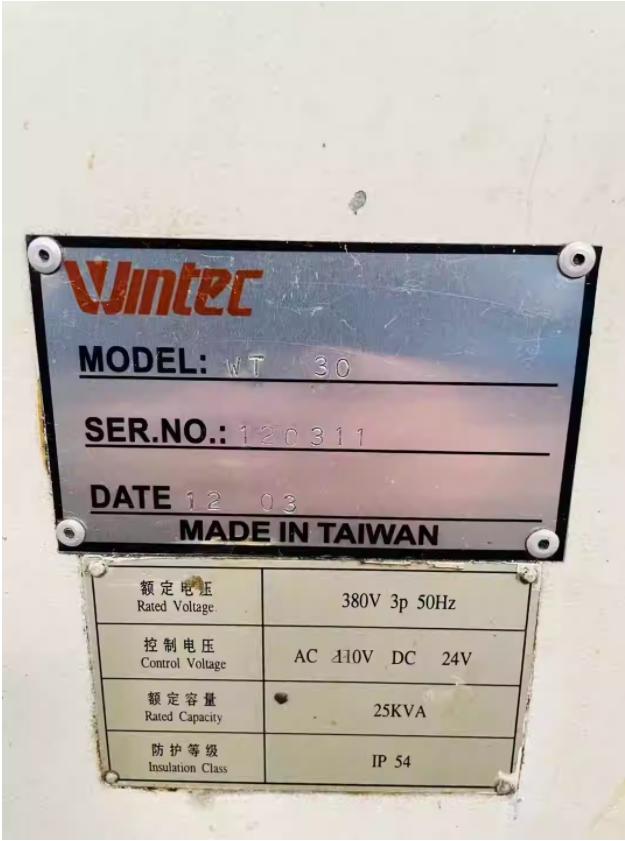 Wintec
MODEL: WT 30
SER.NO.: 120311
DATE 12 03
MADE IN TAIWAN
额定电压
Rated Voltage
380V 3p 50Hz
控制电压
Control Voltage
AC 110V DC 24V
额定容量
Rated Capacity
25KVA
防护等级
Insulation Class
IP 54